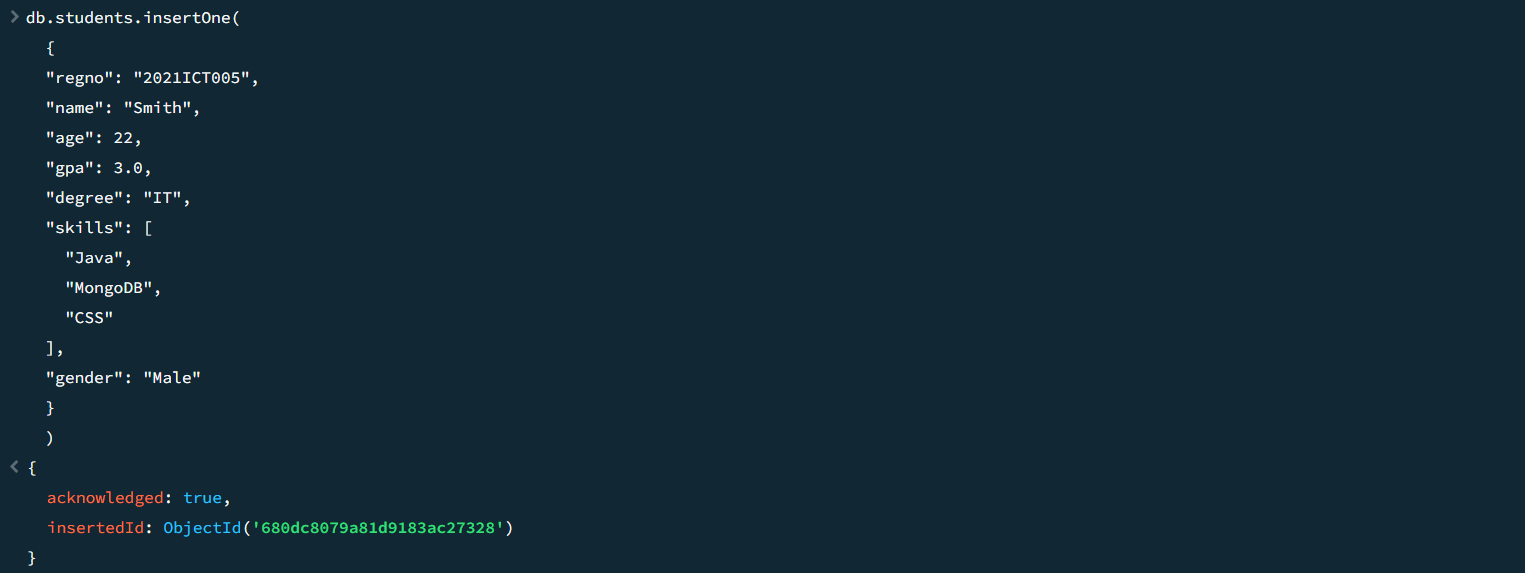 > db.students.insertOne(
{
"regno": "2021ICT005",
"name": "Smith",
"age": 22,
"gpa": 3.0,
"degree": "IT",
"skills": [
"Java",
"MongoDB",
"CSS"
],
"gender": "Male"
}
)
< {
acknowledged: true,
insertedId: ObjectId('680dc8079a81d9183ac27328')
}